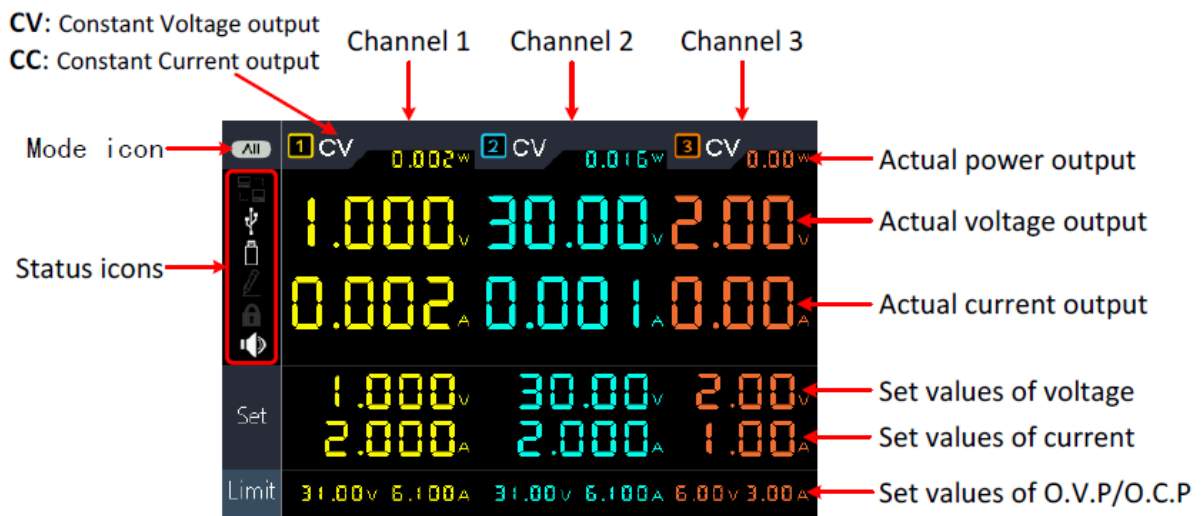 CV: Constant Voltage output
CC: Constant Current output
Channel 1 Channel 2 Channel 3
Mode icon
All 1 CV 0.002W 2 CV 0.016W 3 CV 0.00W
Actual power output
1.000V 30.00V 2.00V
Actual voltage output
Status icons
0.002A 0.001A 0.00A
Actual current output
Set
1.000V 30.00V 2.00V
Set values of voltage
2.000A 2.000A 1.00A
Set values of current
Limit 31.00V 6.100A 31.00V 6.100A 6.00V 3.00A
Set values of O.V.P/O.C.P